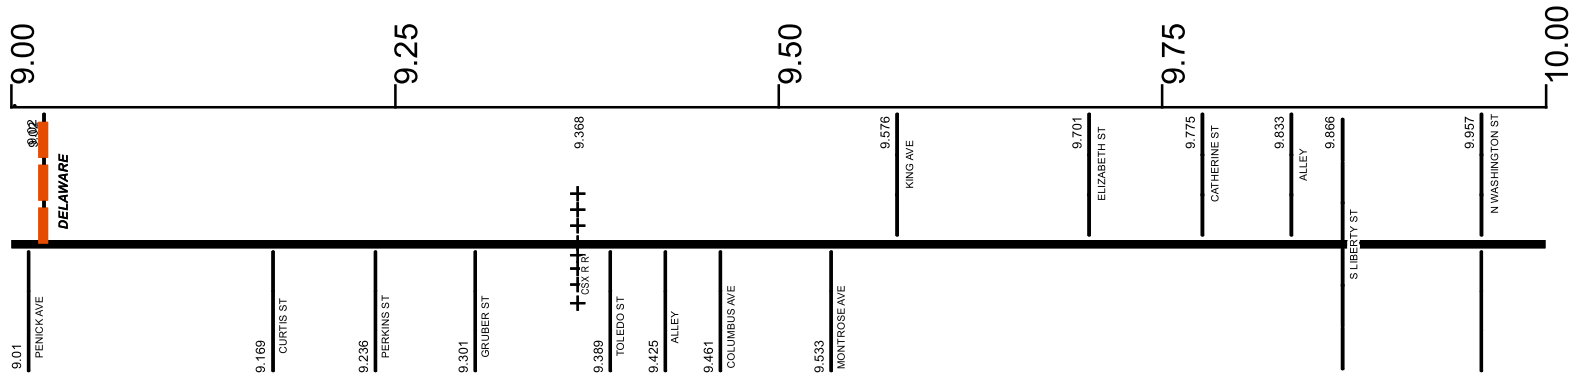 9.00
9.25
9.50
9.75
10.00
9.02
DELAWARE
9.368
CSX R R
9.576
KING AVE
9.701
ELIZABETH ST
9.775
CATHERINE ST
9.833
ALLEY
9.866
S LIBERTY ST
9.957
N WASHINGTON ST
9.01
PENICK AVE
9.169
CURTIS ST
9.236
PERKINS ST
9.301
GRUBER ST
9.389
TOLEDO ST
9.425
ALLEY
9.461
COLUMBUS AVE
9.533
MONTROSE AVE